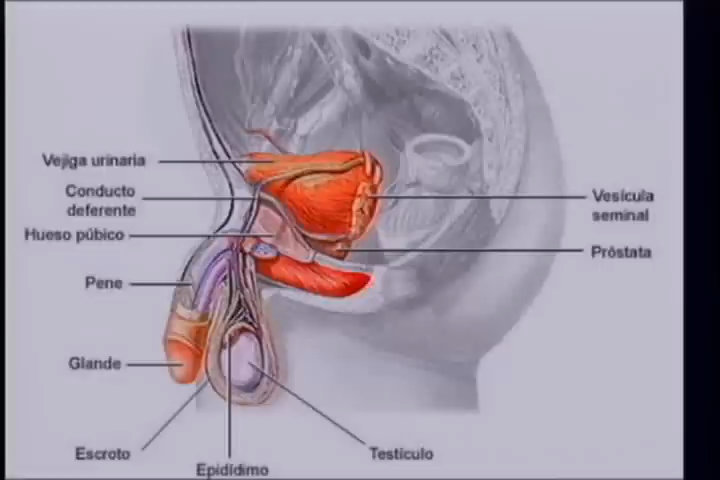 Vejiga urinaria
Conducto
deferente
Hueso púbico
Pene
Glande
Escroto
Epidídimo
Testículo
Vesícula
seminal
Próstata